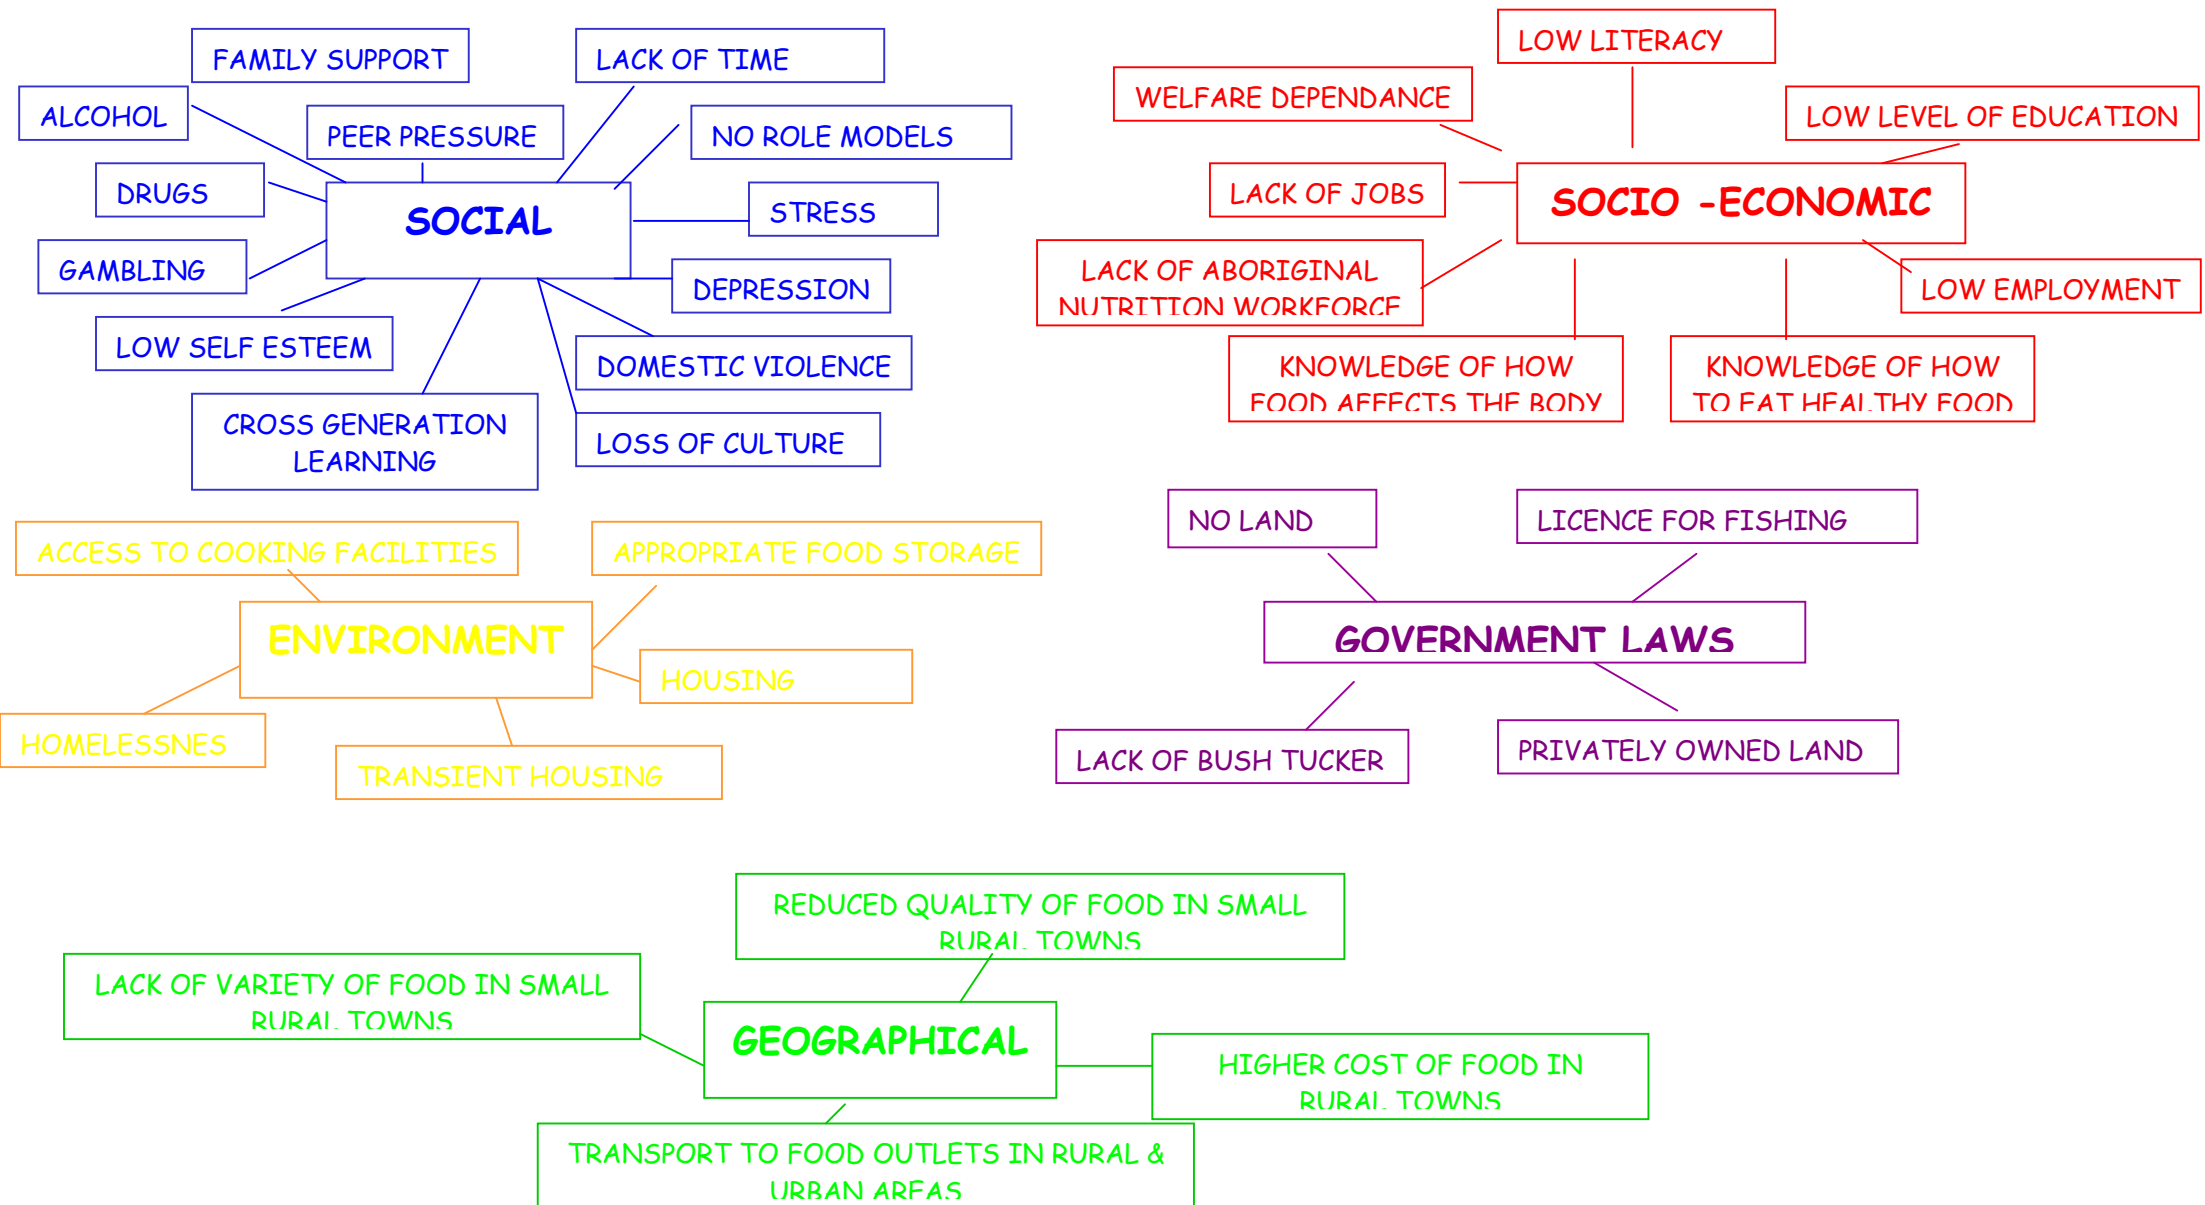 FAMILY SUPPORT
LACK OF TIME
ALCOHOL
PEER PRESSURE
NO ROLE MODELS
DRUGS
STRESS
SOCIAL
GAMBLING
DEPRESSION
LOW SELF ESTEEM
DOMESTIC VIOLENCE
CROSS GENERATION
LEARNING
LOSS OF CULTURE
LOW LITERACY
WELFARE DEPENDANCE
LOW LEVEL OF EDUCATION
LACK OF JOBS
SOCIO -ECONOMIC
LACK OF ABORIGINAL
NUTRITION WORKFORCE
LOW EMPLOYMENT
KNOWLEDGE OF HOW
FOOD AFFECTS THE BODY
KNOWLEDGE OF HOW
TO EAT HEALTHY FOOD
ACCESS TO COOKING FACILITIES
APPROPRIATE FOOD STORAGE
ENVIRONMENT
HOUSING
HOMELESSNES
TRANSIENT HOUSING
NO LAND
LICENCE FOR FISHING
GOVERNMENT LAWS
LACK OF BUSH TUCKER
PRIVATELY OWNED LAND
REDUCED QUALITY OF FOOD IN SMALL
RURAL TOWNS
LACK OF VARIETY OF FOOD IN SMALL
RURAL TOWNS
GEOGRAPHICAL
HIGHER COST OF FOOD IN
RURAL TOWNS
TRANSPORT TO FOOD OUTLETS IN RURAL &
URBAN AREAS